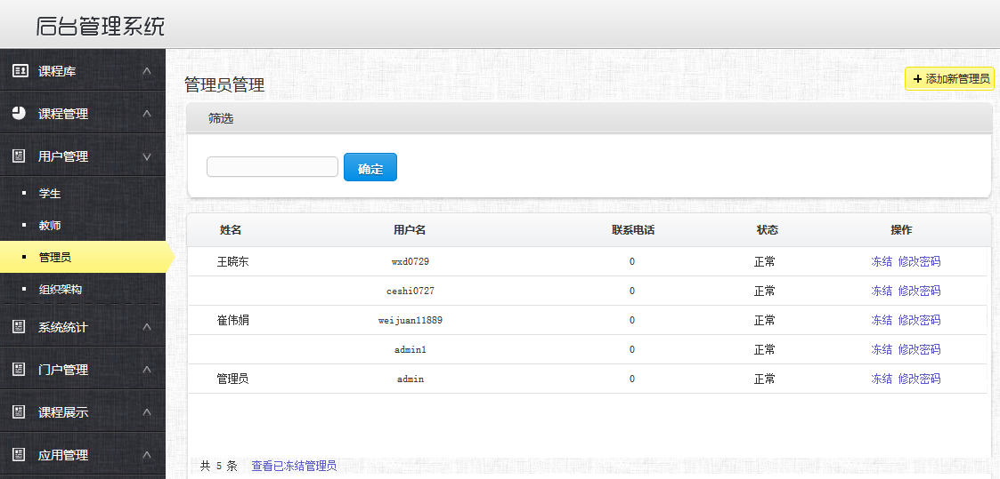 后台管理系统
课程库
课程管理
用户管理
学生
教师
管理员
组织架构
系统统计
门户管理
课程展示
应用管理
管理员管理
+ 添加新管理员
筛选
确定
姓名 用户名 联系电话 状态 操作
王晓东 wxd0729 0 正常 冻结 修改密码
ceshi0727 0 正常 冻结 修改密码
崔伟娟 weijuan11889 0 正常 冻结 修改密码
admin1 0 正常 冻结 修改密码
管理员 admin 0 正常 冻结 修改密码
共 5 条 查看已冻结管理员